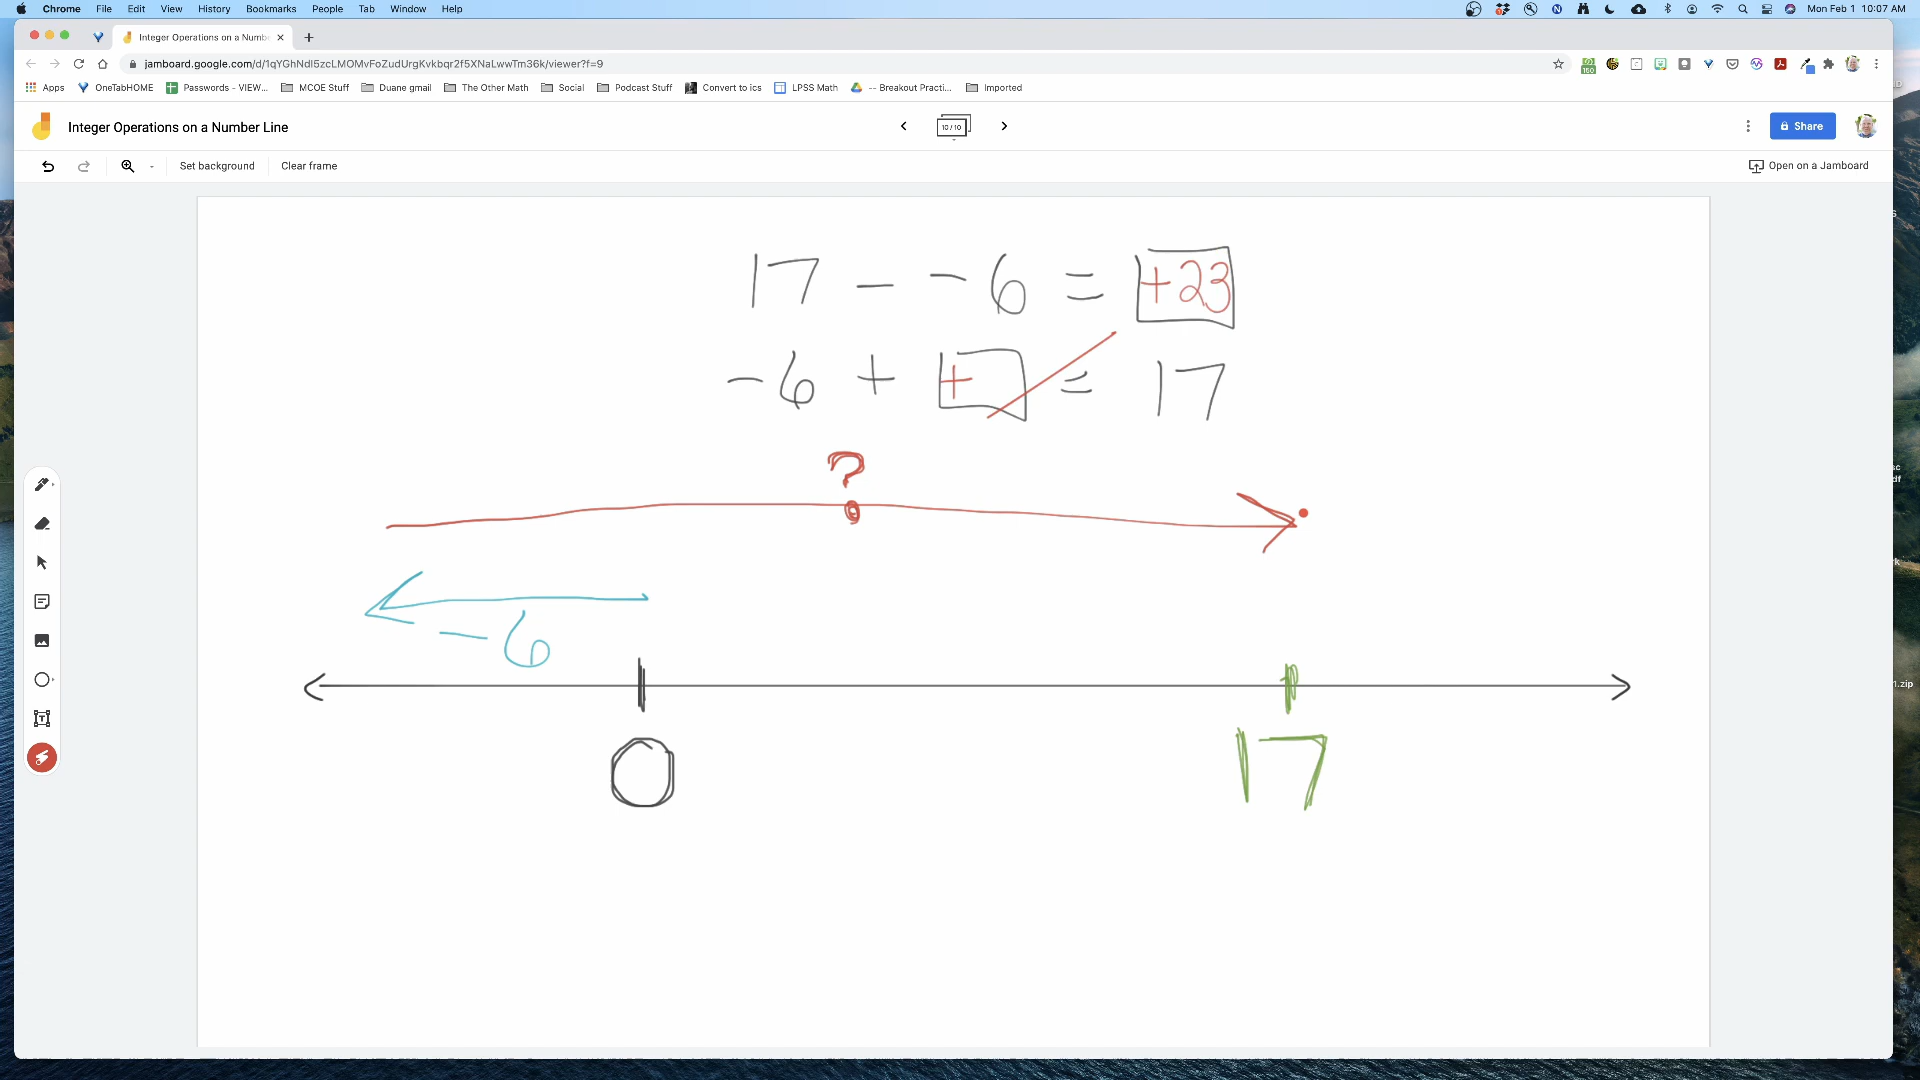 Chrome File Edit View History Bookmarks People Tab Window Help Mon Feb 1 10:07 AM
Integer Operations on a Numb
jamboard.google.com/d/1qYGhNdI5zcLMOMvFoZudUrgKvkbqr2f5XNaLwwTm36k/viewer?f=9
Apps OneTabHOME Passwords - VIEW... MCOE Stuff Duane gmail The Other Math Social Podcast Stuff Convert to ics LPSS Math -- Breakout Practi... Imported
Integer Operations on a Number Line 10 / 10 Share
Set background Clear frame Open on a Jamboard
17 - -6 = +23
-6 + + = 17
?
-6
0 17
1.zip